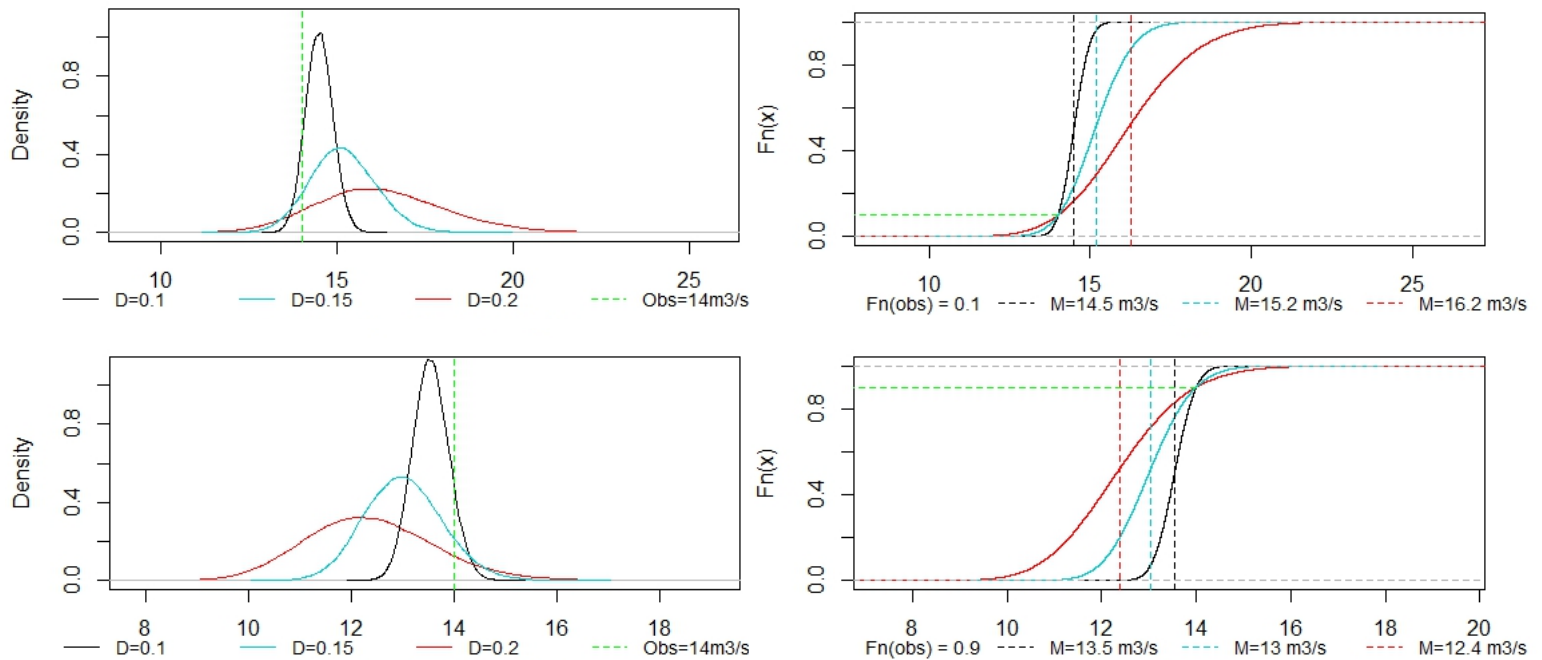 Density
0.0 0.4 0.8
10 15 20 25
D=0.1 D=0.15 D=0.2 Obs=14m3/s
Fn(x)
0.0 0.4 0.8
10 15 20 25
Fn(obs) = 0.1 M=14.5 m3/s M=15.2 m3/s M=16.2 m3/s
Density
0.0 0.4 0.8
8 10 12 14 16 18
D=0.1 D=0.15 D=0.2 Obs=14m3/s
Fn(x)
0.0 0.4 0.8
8 10 12 14 16 18 20
Fn(obs) = 0.9 M=13.5 m3/s M=13 m3/s M=12.4 m3/s